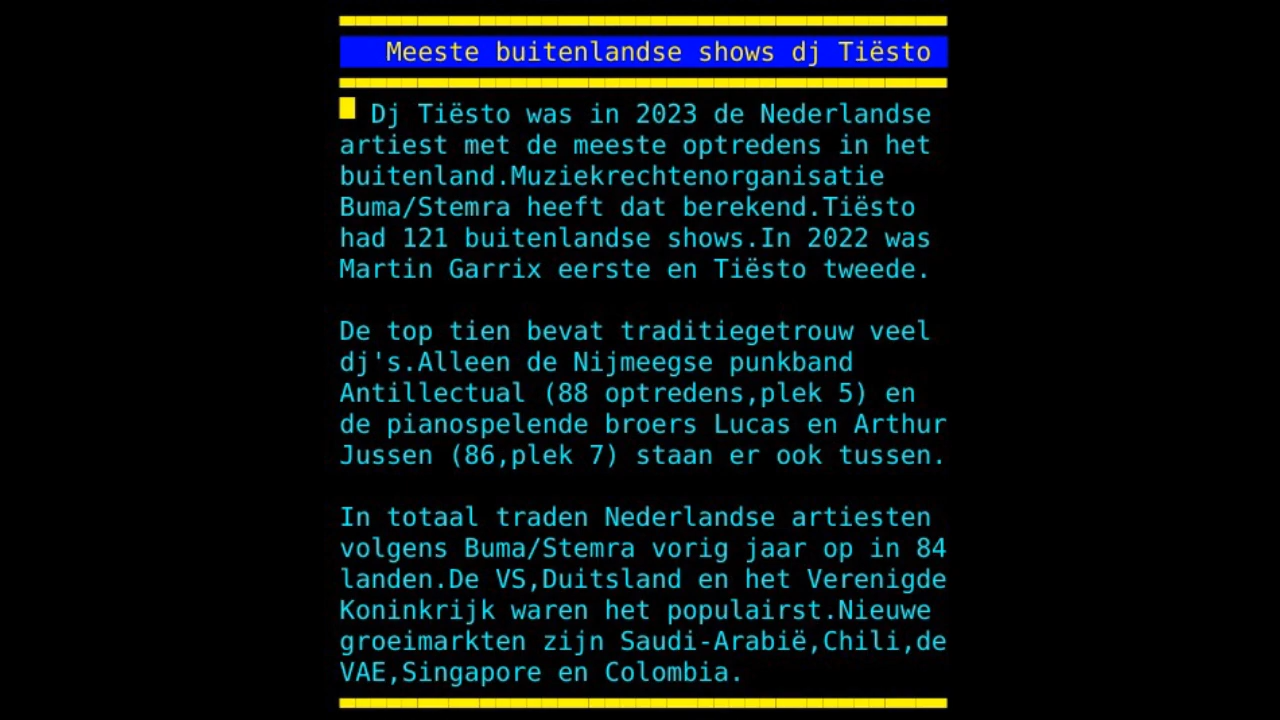 Meeste buitenlandse shows dj Tiësto
Dj Tiësto was in 2023 de Nederlandse
artiest met de meeste optredens in het
buitenland.Muziekrechtenorganisatie
Buma/Stemra heeft dat berekend.Tiësto
had 121 buitenlandse shows.In 2022 was
Martin Garrix eerste en Tiësto tweede.
De top tien bevat traditiegetrouw veel
dj's.Alleen de Nijmeegse punkband
Antillectual (88 optredens,plek 5) en
de pianospelende broers Lucas en Arthur
Jussen (86,plek 7) staan er ook tussen.
In totaal traden Nederlandse artiesten
volgens Buma/Stemra vorig jaar op in 84
landen.De VS,Duitsland en het Verenigde
Koninkrijk waren het populairst.Nieuwe
groeimarkten zijn Saudi-Arabië,Chili,de
VAE,Singapore en Colombia.